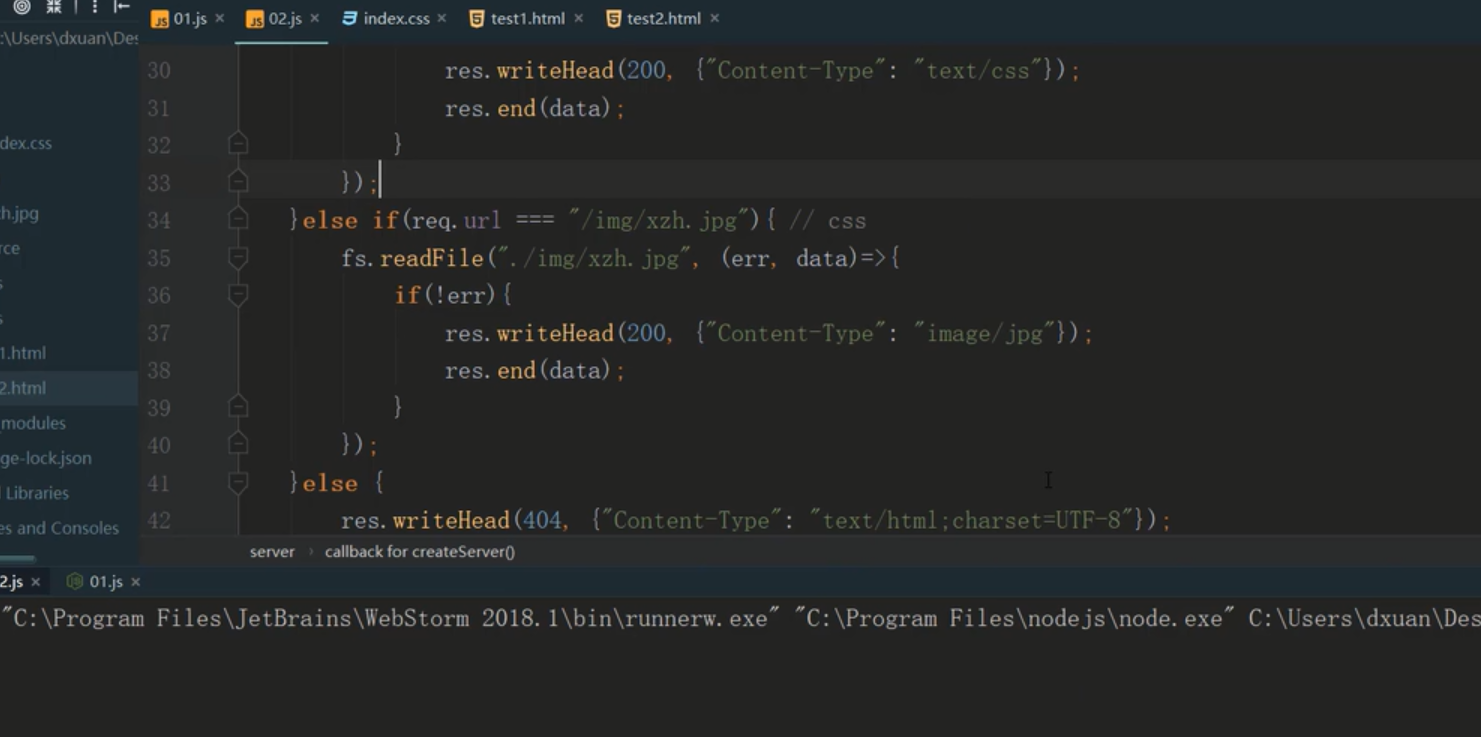 01.js 02.js index.css test1.html test2.html
:\Users\dxuan\Des
30 res.writeHead(200, {"Content-Type": "text/css"});
31 res.end(data);
dex.css
32 }
33 });
h.jpg
34 }else if(req.url === "/img/xzh.jpg"){ // css
rce
35 fs.readFile("./img/xzh.jpg", (err, data)=>{
s
36 if(!err){
s
37 res.writeHead(200, {"Content-Type": "image/jpg"});
1.html
38 res.end(data);
2.html
39 }
_modules
40 });
ge-lock.json
41 }else {
l Libraries
42 res.writeHead(404, {"Content-Type": "text/html;charset=UTF-8"});
es and Consoles
server › callback for createServer()
2.js 01.js
"C:\Program Files\JetBrains\WebStorm 2018.1\bin\runnerw.exe" "C:\Program Files\nodejs\node.exe" C:\Users\dxuan\Des